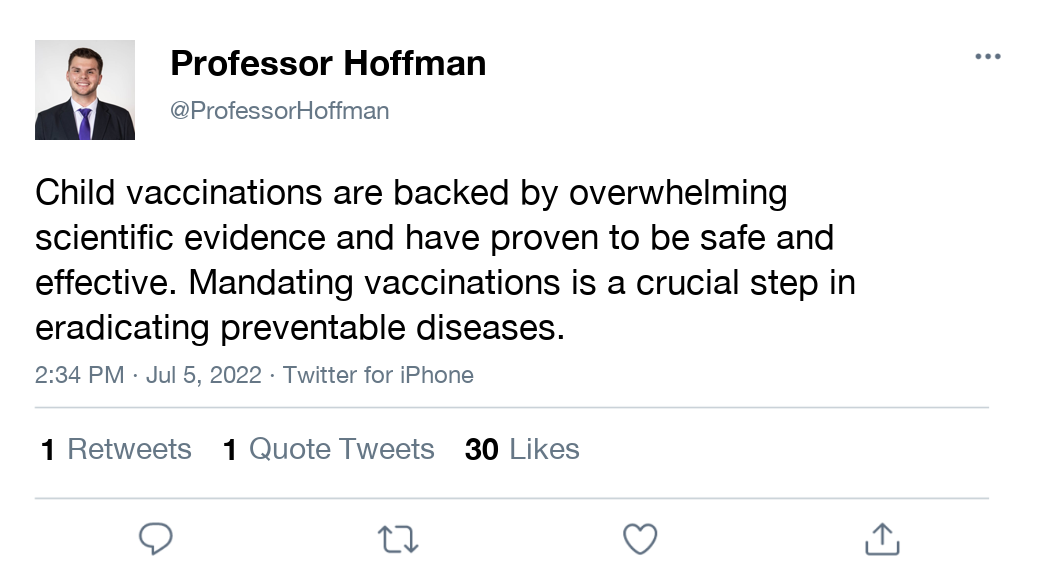 Professor Hoffman
@ProfessorHoffman
Child vaccinations are backed by overwhelming
scientific evidence and have proven to be safe and
effective. Mandating vaccinations is a crucial step in
eradicating preventable diseases.
2:34 PM · Jul 5, 2022 · Twitter for iPhone
1 Retweets 1 Quote Tweets 30 Likes